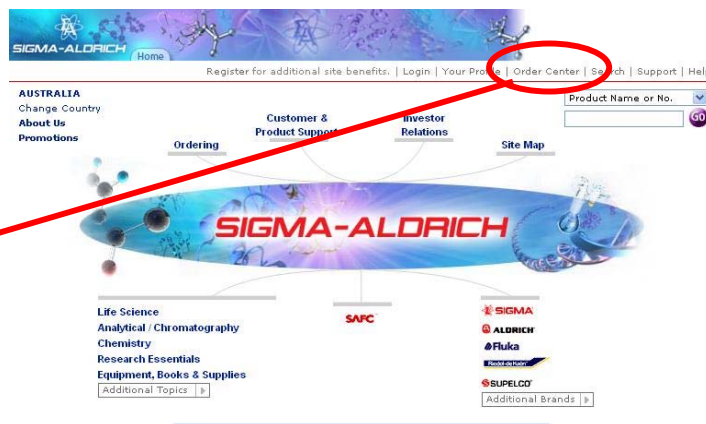 SIGMA-ALDRICH
Home
Register for additional site benefits. | Login | Your Profile | Order Center | Search | Support | Help
AUSTRALIA
Change Country
About Us
Promotions
Product Name or No.
GO
Ordering
Customer &
Product Support
Investor
Relations
Site Map
SIGMA-ALDRICH
Life Science
Analytical / Chromatography
Chemistry
Research Essentials
Equipment, Books & Supplies
Additional Topics
SAFC
SIGMA
ALDRICH
Fluka
Riedel-de Haën
SUPELCO
Additional Brands